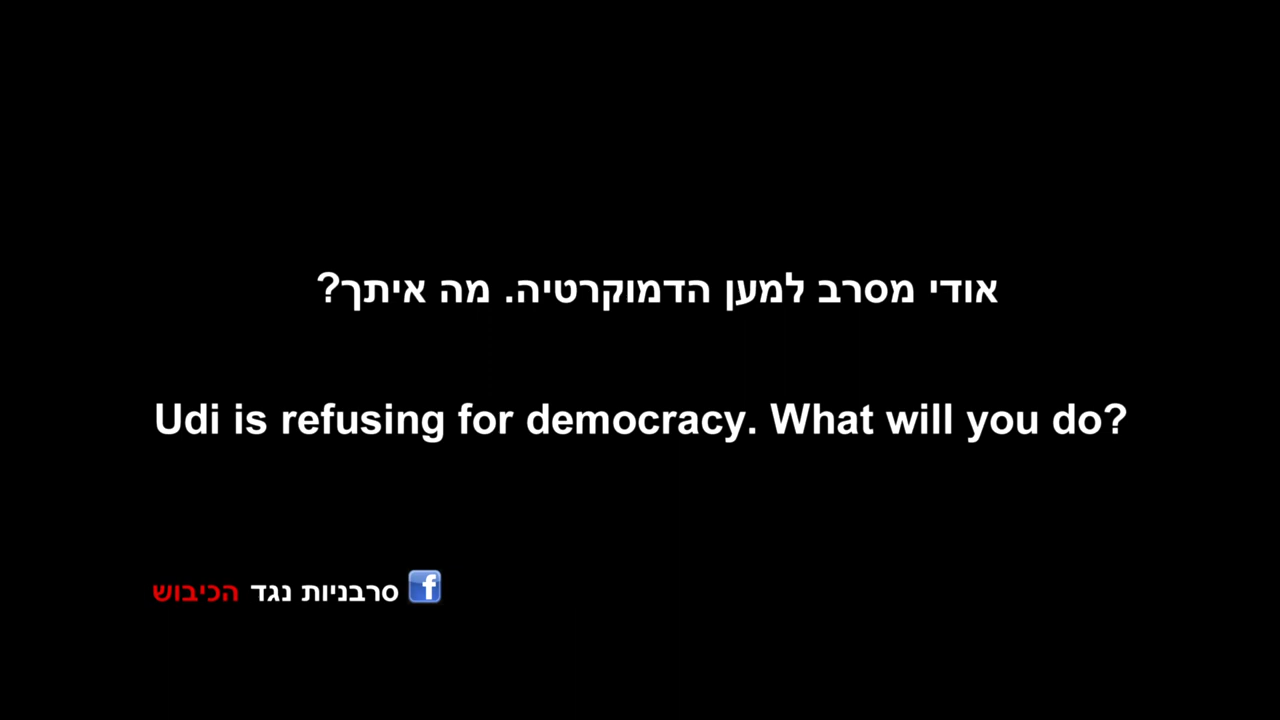 אודי מסרב למען הדמוקרטיה. מה איתך?
Udi is refusing for democracy. What will you do?
סרבניות נגד הכיבוש